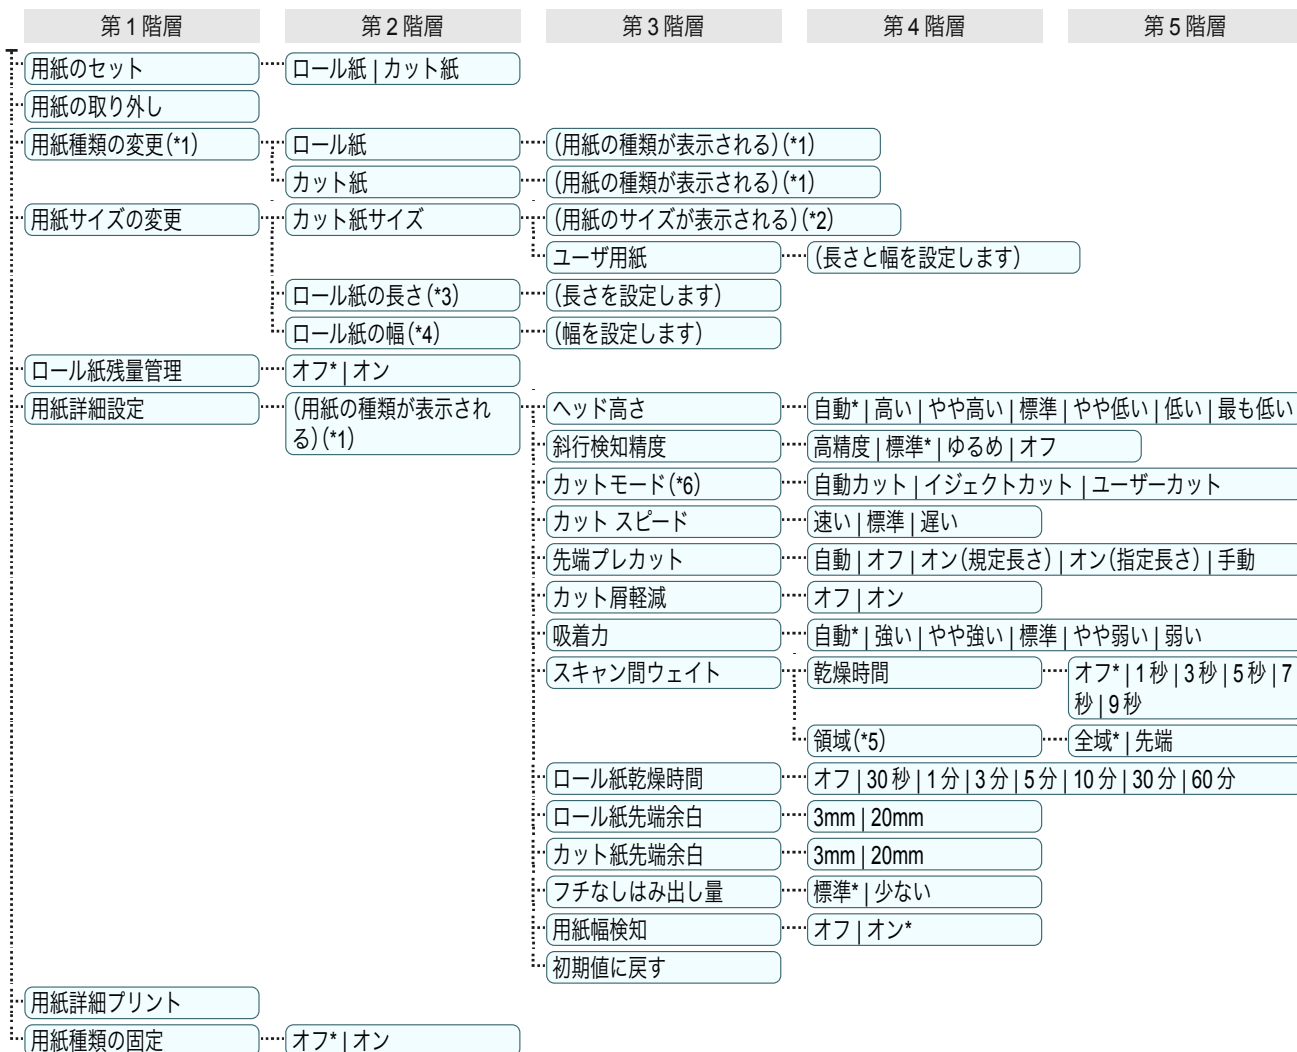 第 1 階層 第 2 階層 第 3 階層 第 4 階層 第 5 階層
用紙のセット ロール紙 | カット紙
用紙の取り外し
用紙種類の変更(*1) ロール紙 (用紙の種類が表示される)(*1)
カット紙 (用紙の種類が表示される)(*1)
用紙サイズの変更 カット紙サイズ (用紙のサイズが表示される)(*2)
ユーザ用紙 (長さと幅を設定します)
ロール紙の長さ(*3) (長さを設定します)
ロール紙の幅(*4) (幅を設定します)
ロール紙残量管理 オフ* | オン
用紙詳細設定 (用紙の種類が表示され ヘッド高さ 自動* | 高い | やや高い | 標準 | やや低い | 低い | 最も低い
る)(*1) 斜行検知精度 高精度 | 標準* | ゆるめ | オフ
カットモード(*6) 自動カット | イジェクトカット | ユーザーカット
カット スピード 速い | 標準 | 遅い
先端プレカット 自動 | オフ | オン(規定長さ) | オン(指定長さ) | 手動
カット屑軽減 オフ | オン
吸着力 自動* | 強い | やや強い | 標準 | やや弱い | 弱い
スキャン間ウェイト 乾燥時間 オフ* | 1 秒 | 3 秒 | 5 秒 | 7
秒 | 9 秒
領域(*5) 全域* | 先端
ロール紙乾燥時間 オフ | 30 秒 | 1 分 | 3 分 | 5 分 | 10 分 | 30 分 | 60 分
ロール紙先端余白 3mm | 20mm
カット紙先端余白 3mm | 20mm
フチなしはみ出し量 標準* | 少ない
用紙幅検知 オフ | オン*
初期値に戻す
用紙詳細プリント
用紙種類の固定 オフ* | オン